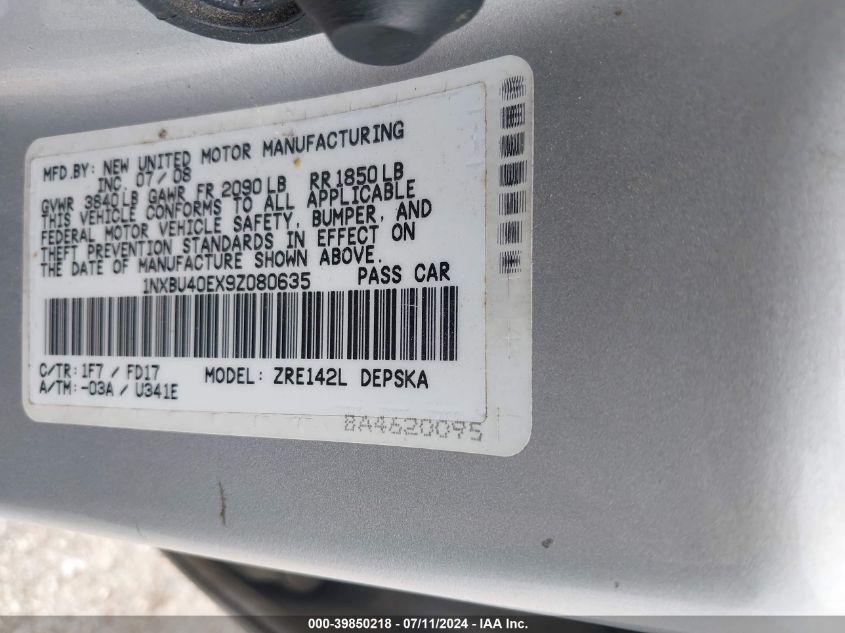 MFD.BY: NEW UNITED MOTOR MANUFACTURING
INC. 07/08
GVWR 3840LB GAWR FR 2090LB RR 1850LB
THIS VEHICLE CONFORMS TO ALL APPLICABLE
FEDERAL MOTOR VEHICLE SAFETY, BUMPER, AND
THEFT PREVENTION STANDARDS IN EFFECT ON
THE DATE OF MANUFACTURE SHOWN ABOVE.
1NXBU40EX9Z080635 PASS CAR
C/TR: 1F7 / FD17 MODEL: ZRE142L DEPSKA
A/TM: -03A / U341E
BA4620095
000-39850218 - 07/11/2024 - IAA Inc.